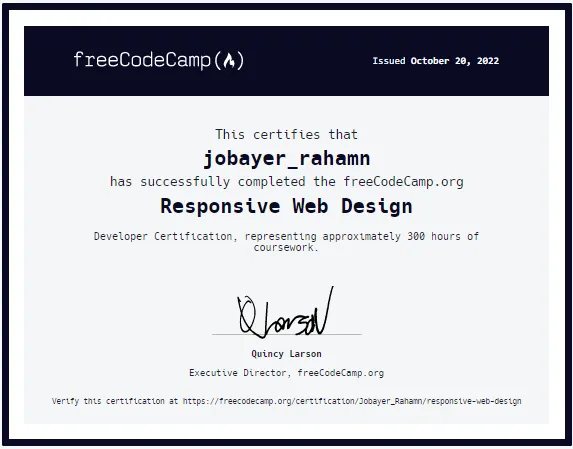 freeCodeCamp(🔥)
Issued October 20, 2022
This certifies that
jobayer_rahamn
has successfully completed the freeCodeCamp.org
Responsive Web Design
Developer Certification, representing approximately 300 hours of
coursework.
Q Larson
Quincy Larson
Executive Director, freeCodeCamp.org
Verify this certification at https://freecodecamp.org/certification/Jobayer_Rahamn/responsive-web-design